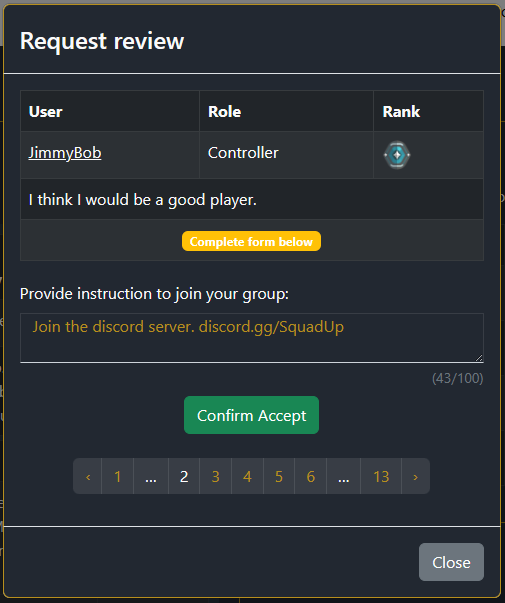 Request review
User Role Rank
JimmyBob Controller
I think I would be a good player.
Complete form below
Provide instruction to join your group:
Join the discord server. discord.gg/SquadUp
(43/100)
Confirm Accept
‹ 1 ... 2 3 4 5 6 ... 13 ›
Close